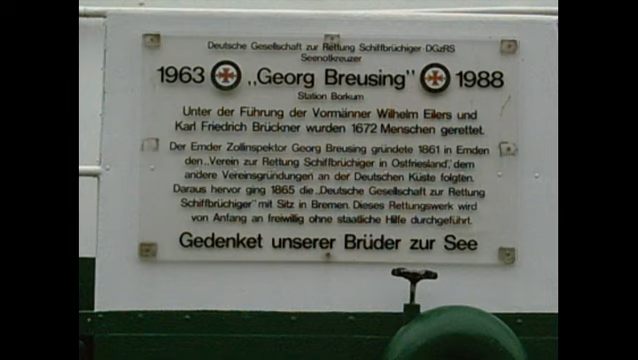 Deutsche Gesellschaft zur Rettung Schiffbrüchiger DGzRS
Seenotkreuzer
1963 „Georg Breusing" 1988
Station Borkum
Unter der Führung der Vormänner Wilhelm Eilers und
Karl Friedrich Brückner wurden 1672 Menschen gerettet.
Der Emder Zollinspektor Georg Breusing gründete 1861 in Emden
den „Verein zur Rettung Schiffbrüchiger in Ostfriesland", dem
andere Vereinsgründungen an der Deutschen Küste folgten.
Daraus hervor ging 1865 die „Deutsche Gesellschaft zur Rettung
Schiffbrüchiger" mit Sitz in Bremen. Dieses Rettungswerk wird
von Anfang an freiwillig ohne staatliche Hilfe durchgeführt.
Gedenket unserer Brüder zur See